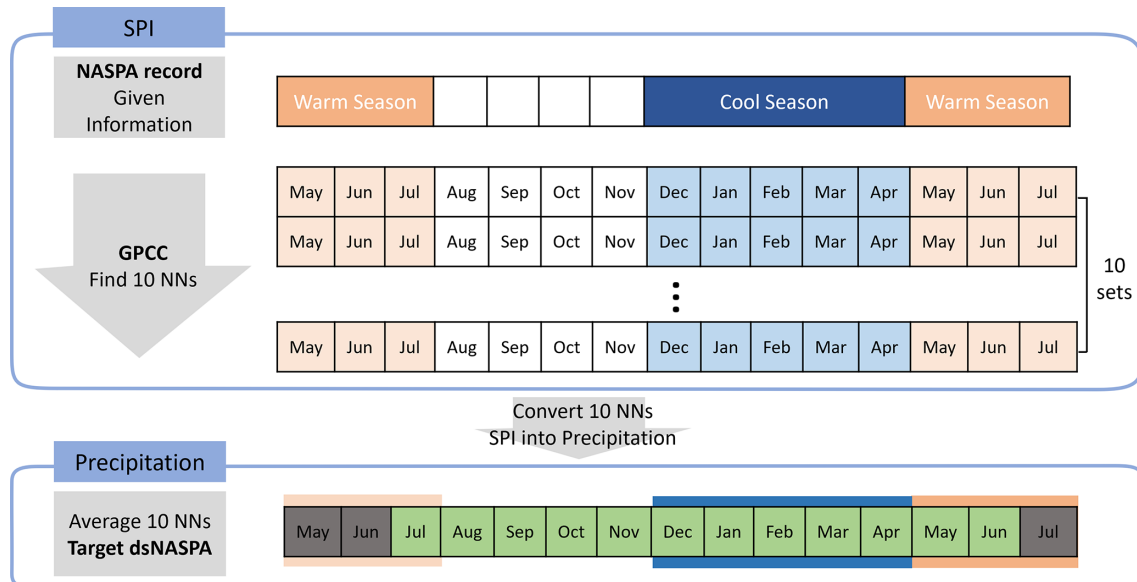 SPI
NASPA record
Given
Information
Warm Season Cool Season Warm Season
May Jun Jul Aug Sep Oct Nov Dec Jan Feb Mar Apr May Jun Jul
May Jun Jul Aug Sep Oct Nov Dec Jan Feb Mar Apr May Jun Jul
GPCC
Find 10 NNs
10
sets
May Jun Jul Aug Sep Oct Nov Dec Jan Feb Mar Apr May Jun Jul
Convert 10 NNs
SPI into Precipitation
Precipitation
Average 10 NNs
Target dsNASPA
May Jun Jul Aug Sep Oct Nov Dec Jan Feb Mar Apr May Jun Jul